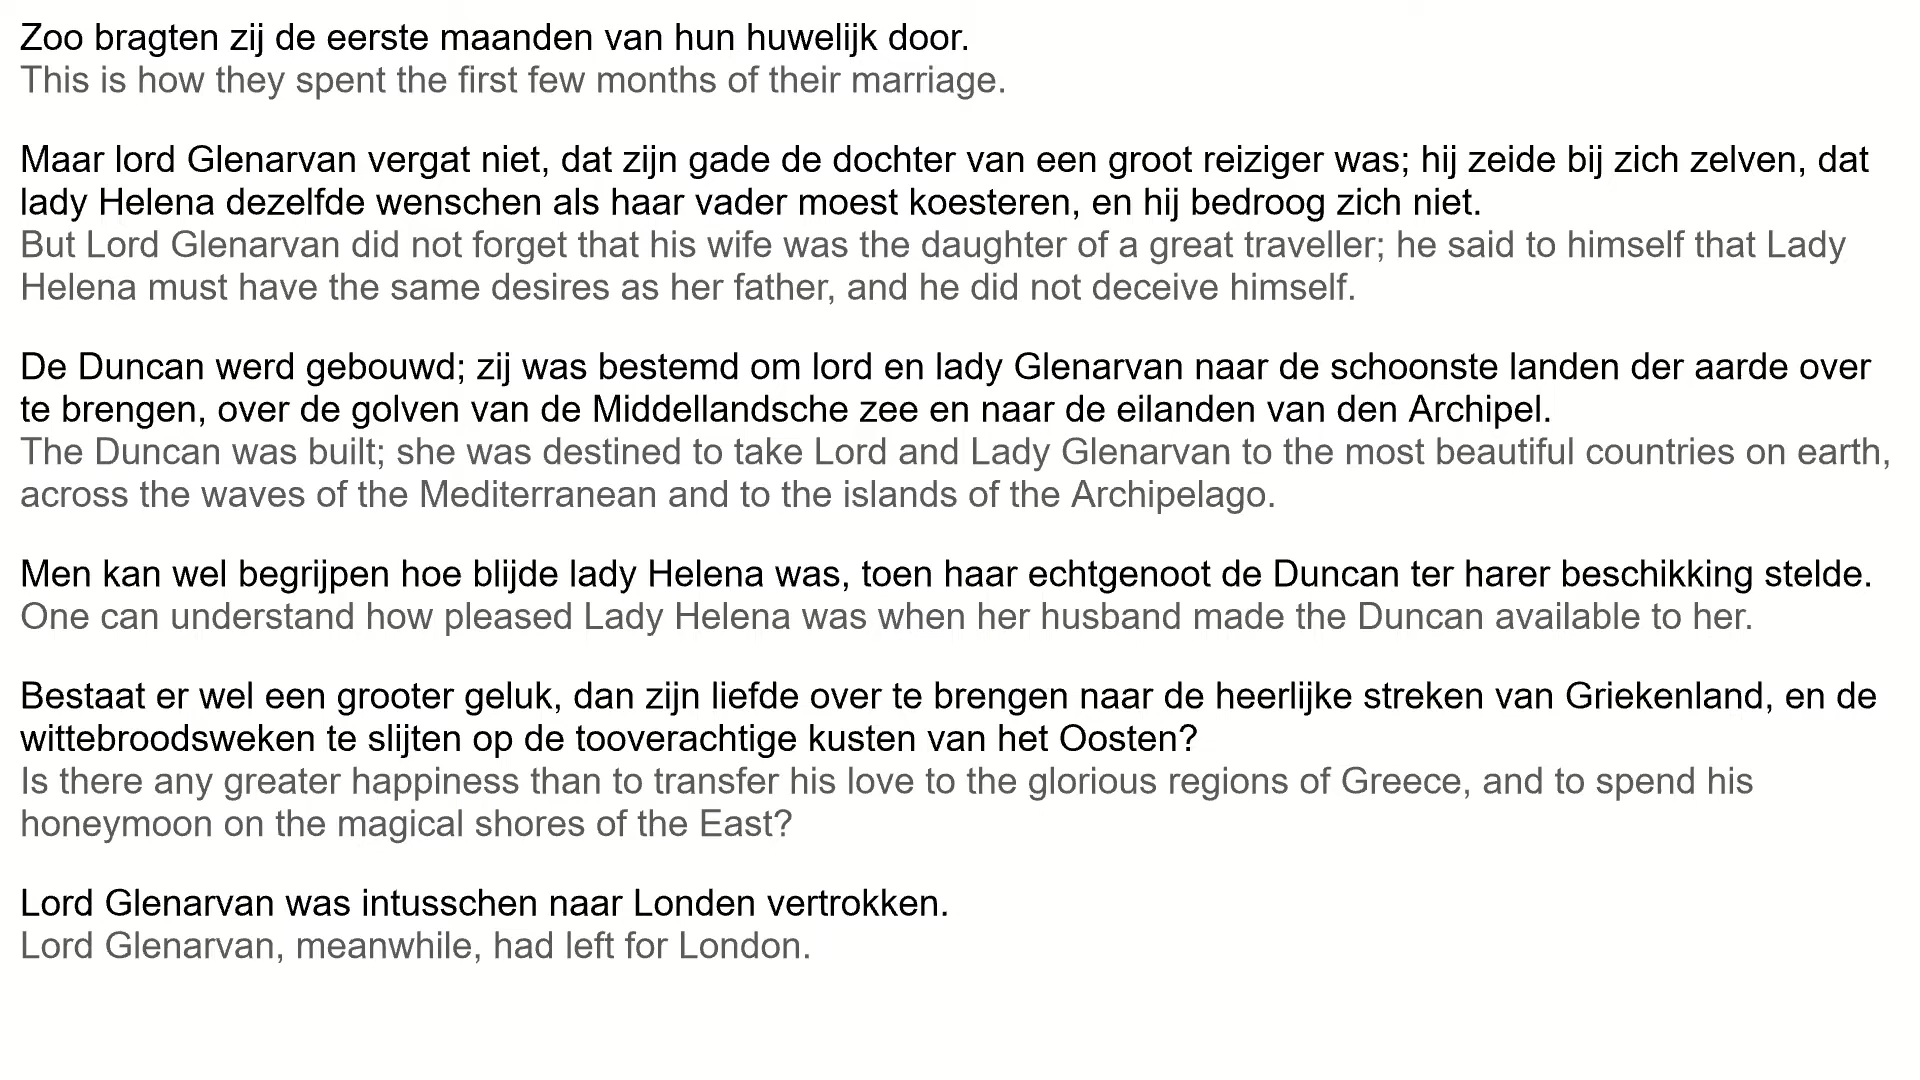 Zoo bragten zij de eerste maanden van hun huwelijk door.
This is how they spent the first few months of their marriage.
Maar lord Glenarvan vergat niet, dat zijn gade de dochter van een groot reiziger was; hij zeide bij zich zelven, dat
lady Helena dezelfde wenschen als haar vader moest koesteren, en hij bedroog zich niet.
But Lord Glenarvan did not forget that his wife was the daughter of a great traveller; he said to himself that Lady
Helena must have the same desires as her father, and he did not deceive himself.
De Duncan werd gebouwd; zij was bestemd om lord en lady Glenarvan naar de schoonste landen der aarde over
te brengen, over de golven van de Middellandsche zee en naar de eilanden van den Archipel.
The Duncan was built; she was destined to take Lord and Lady Glenarvan to the most beautiful countries on earth,
across the waves of the Mediterranean and to the islands of the Archipelago.
Men kan wel begrijpen hoe blijde lady Helena was, toen haar echtgenoot de Duncan ter harer beschikking stelde.
One can understand how pleased Lady Helena was when her husband made the Duncan available to her.
Bestaat er wel een grooter geluk, dan zijn liefde over te brengen naar de heerlijke streken van Griekenland, en de
wittebroodsweken te slijten op de tooverachtige kusten van het Oosten?
Is there any greater happiness than to transfer his love to the glorious regions of Greece, and to spend his
honeymoon on the magical shores of the East?
Lord Glenarvan was intusschen naar Londen vertrokken.
Lord Glenarvan, meanwhile, had left for London.